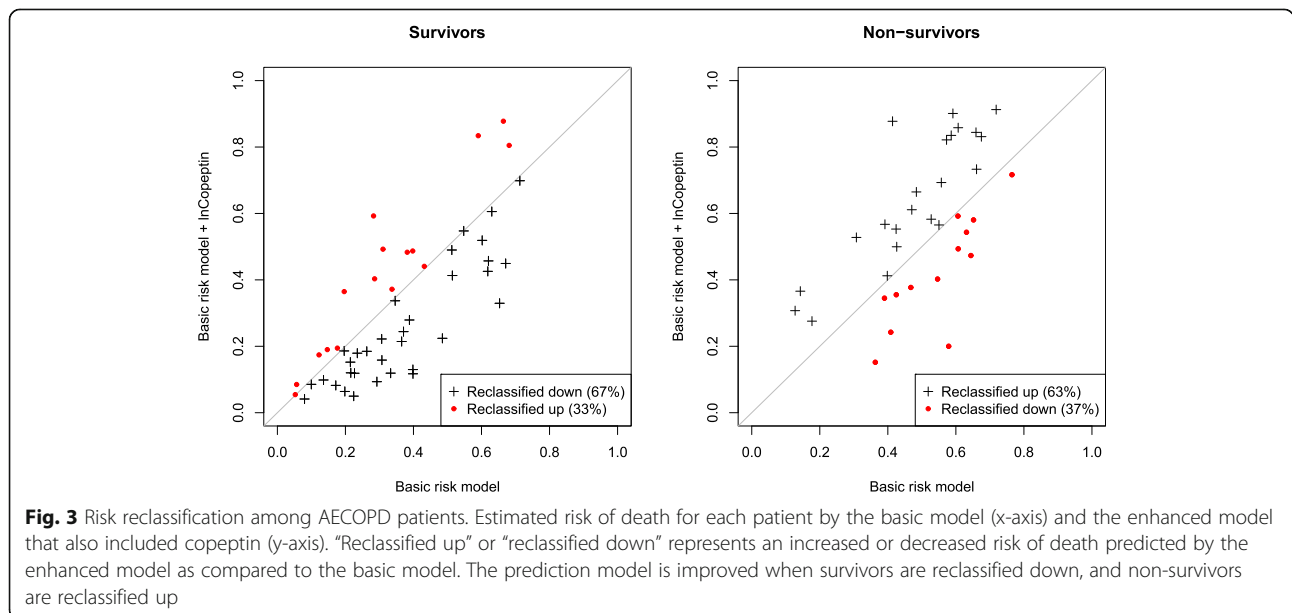 Survivors
Non−survivors
Basic risk model + lnCopeptin
1.0
0.8
0.6
0.4
0.2
0.0
+ Reclassified down (67%)
• Reclassified up (33%)
0.0 0.2 0.4 0.6 0.8 1.0
Basic risk model
Basic risk model + lnCopeptin
1.0
0.8
0.6
0.4
0.2
0.0
+ Reclassified up (63%)
• Reclassified down (37%)
0.0 0.2 0.4 0.6 0.8 1.0
Basic risk model
Fig. 3 Risk reclassification among AECOPD patients. Estimated risk of death for each patient by the basic model (x-axis) and the enhanced model
that also included copeptin (y-axis). “Reclassified up” or “reclassified down” represents an increased or decreased risk of death predicted by the
enhanced model as compared to the basic model. The prediction model is improved when survivors are reclassified down, and non-survivors
are reclassified up